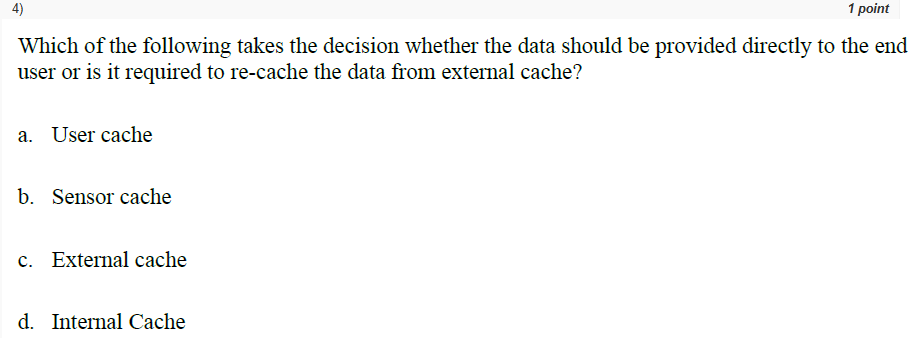 4)
1 point
Which of the following takes the decision whether the data should be provided directly to the end
user or is it required to re-cache the data from external cache?
a. User cache
b. Sensor cache
c. External cache
d. Internal Cache